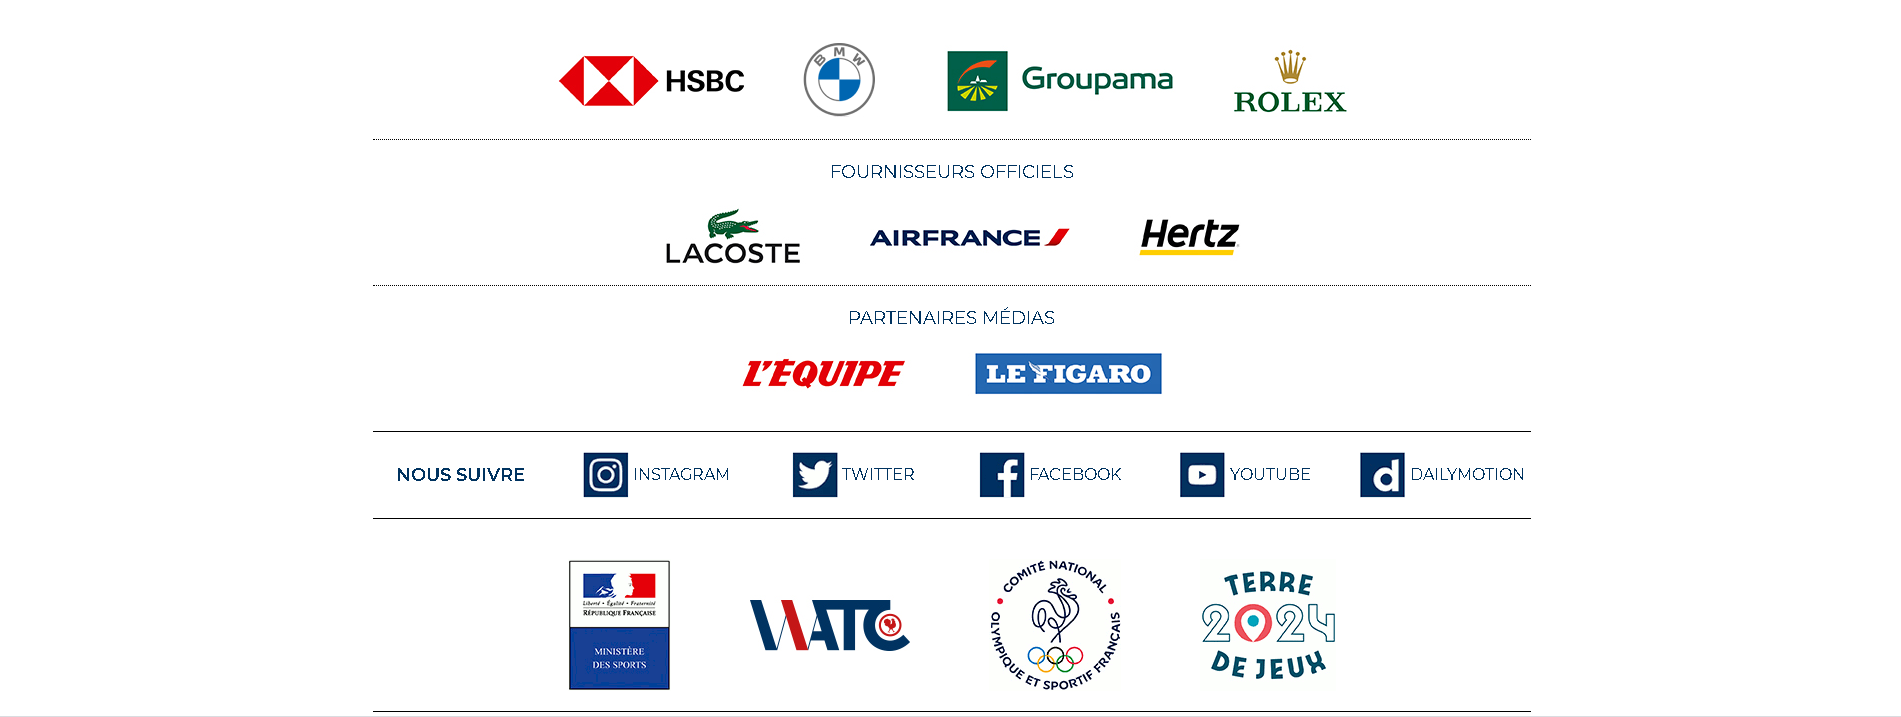 HSBC
BMW
Groupama
ROLEX
FOURNISSEURS OFFICIELS
LACOSTE
AIRFRANCE
Hertz
PARTENAIRES MÉDIAS
L'ÉQUIPE
LE FIGARO
NOUS SUIVRE
INSTAGRAM
TWITTER
FACEBOOK
YOUTUBE
DAILYMOTION
Liberté • Égalité • Fraternité
RÉPUBLIQUE FRANÇAISE
MINISTÈRE
DES SPORTS
WATC
COMITÉ NATIONAL
OLYMPIQUE ET SPORTIF FRANÇAIS
TERRE
2024
DE JEUX